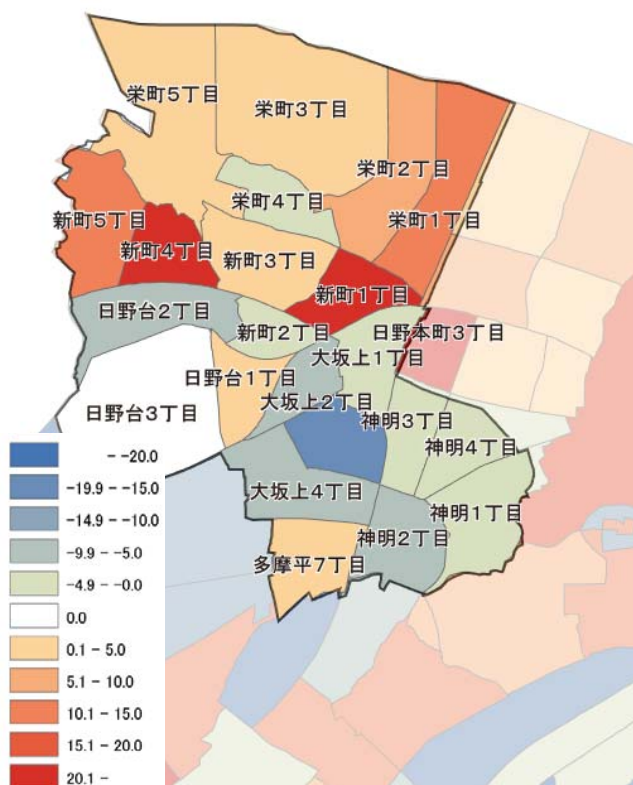 栄町5丁目
栄町3丁目
栄町2丁目
栄町4丁目
新町5丁目
栄町1丁目
新町4丁目
新町3丁目
新町1丁目
日野台2丁目
新町2丁目
日野本町3丁目
大坂上1丁目
日野台1丁目
大坂上2丁目
日野台3丁目
神明3丁目
神明4丁目
大坂上4丁目
神明1丁目
神明2丁目
多摩平7丁目
- -20.0
-19.9 - -15.0
-14.9 - -10.0
-9.9 - -5.0
-4.9 - -0.0
0.0
0.1 - 5.0
5.1 - 10.0
10.1 - 15.0
15.1 - 20.0
20.1 -